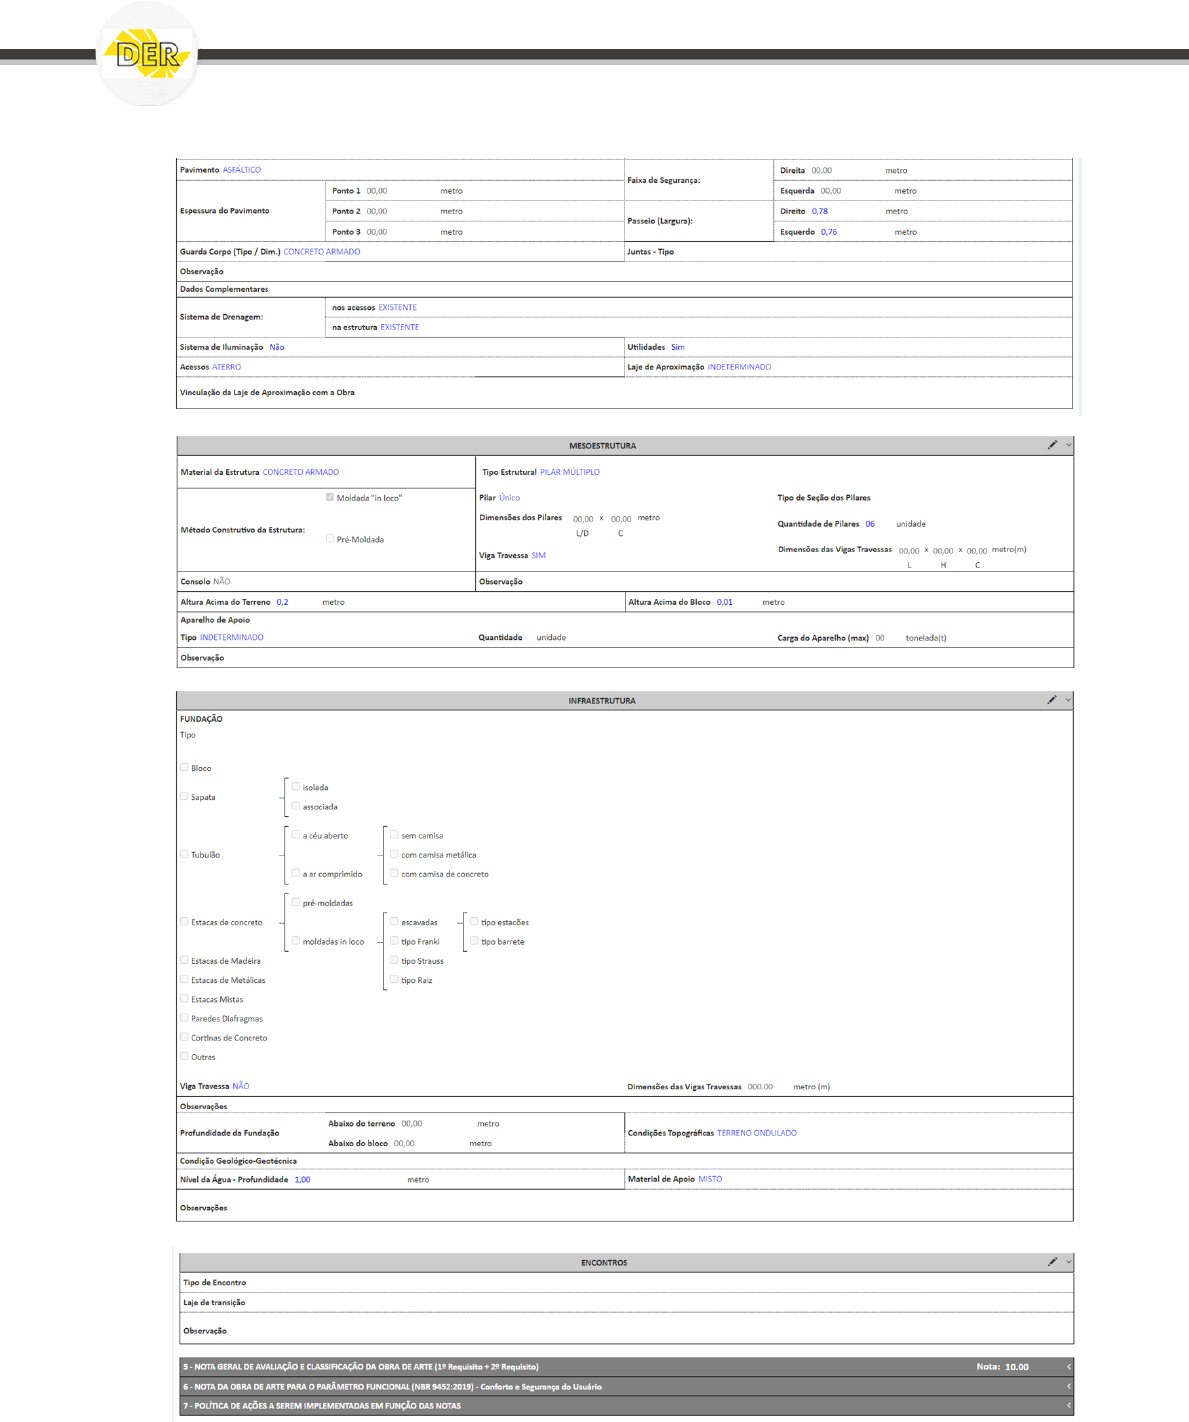 DER
Pavimento ASFÁLTICO
Faixa de Segurança:
Direita 00,00 metro
Esquerda 00,00 metro
Espessura do Pavimento
Ponto 1 00,00 metro
Ponto 2 00,00 metro
Ponto 3 00,00 metro
Passeio (Largura):
Direito 0,78 metro
Esquerdo 0,76 metro
Guarda Corpo (Tipo / Dim.) CONCRETO ARMADO
Juntas - Tipo
Observação
Dados Complementares
Sistema de Drenagem:
nos acessos EXISTENTE
na estrutura EXISTENTE
Sistema de Iluminação Não
Utilidades Sim
Acessos ATERRO
Laje de Aproximação INDETERMINADO
Vinculação da Laje de Aproximação com a Obra
MESOESTRUTURA
Material da Estrutura CONCRETO ARMADO
Tipo Estrutural PILAR MÚLTIPLO
Método Construtivo da Estrutura:
Moldada "in loco"
Pré-Moldada
Pilar Único
Tipo de Seção dos Pilares
Dimensões dos Pilares 00,00 x 00,00 metro
L/D C
Quantidade de Pilares 06 unidade
Viga Travessa SIM
Dimensões das Vigas Travessas 00,00 x 00,00 x 00,00 metro(m)
L H C
Consolo NÃO
Observação
Altura Acima do Terreno 0,2 metro
Altura Acima do Bloco 0,01 metro
Aparelho de Apoio
Tipo INDETERMINADO
Quantidade unidade
Carga do Aparelho (max) 00 tonelada(t)
Observação
INFRAESTRUTURA
FUNDAÇÃO
Tipo
Bloco
Sapata
isolada
associada
Tubulão
a céu aberto
a ar comprimido
sem camisa
com camisa metálica
com camisa de concreto
Estacas de concreto
pré-moldadas
moldadas in loco
escavadas
tipo estacões
tipo barrete
tipo Franki
tipo Strauss
tipo Raiz
Estacas de Madeira
Estacas de Metálicas
Estacas Mistas
Paredes Diafragmas
Cortinas de Concreto
Outras
Viga Travessa NÃO
Dimensões das Vigas Travessas 000.00 metro (m)
Observações
Profundidade da Fundação
Abaixo do terreno 00,00 metro
Abaixo do bloco 00,00 metro
Condições Topográficas TERRENO ONDULADO
Condição Geológico-Geotécnica
Nível da Água - Profundidade 1,00 metro
Material de Apoio MISTO
Observações
ENCONTROS
Tipo de Encontro
Laje de transição
Observação
5 - NOTA GERAL DE AVALIAÇÃO E CLASSIFICAÇÃO DA OBRA DE ARTE (1º Requisito + 2º Requisito) Nota: 10.00
6 - NOTA DA OBRA DE ARTE PARA O PARÂMETRO FUNCIONAL (NBR 9452:2019) - Conforto e Segurança do Usuário
7 - POLÍTICA DE AÇÕES A SEREM IMPLEMENTADAS EM FUNÇÃO DAS NOTAS